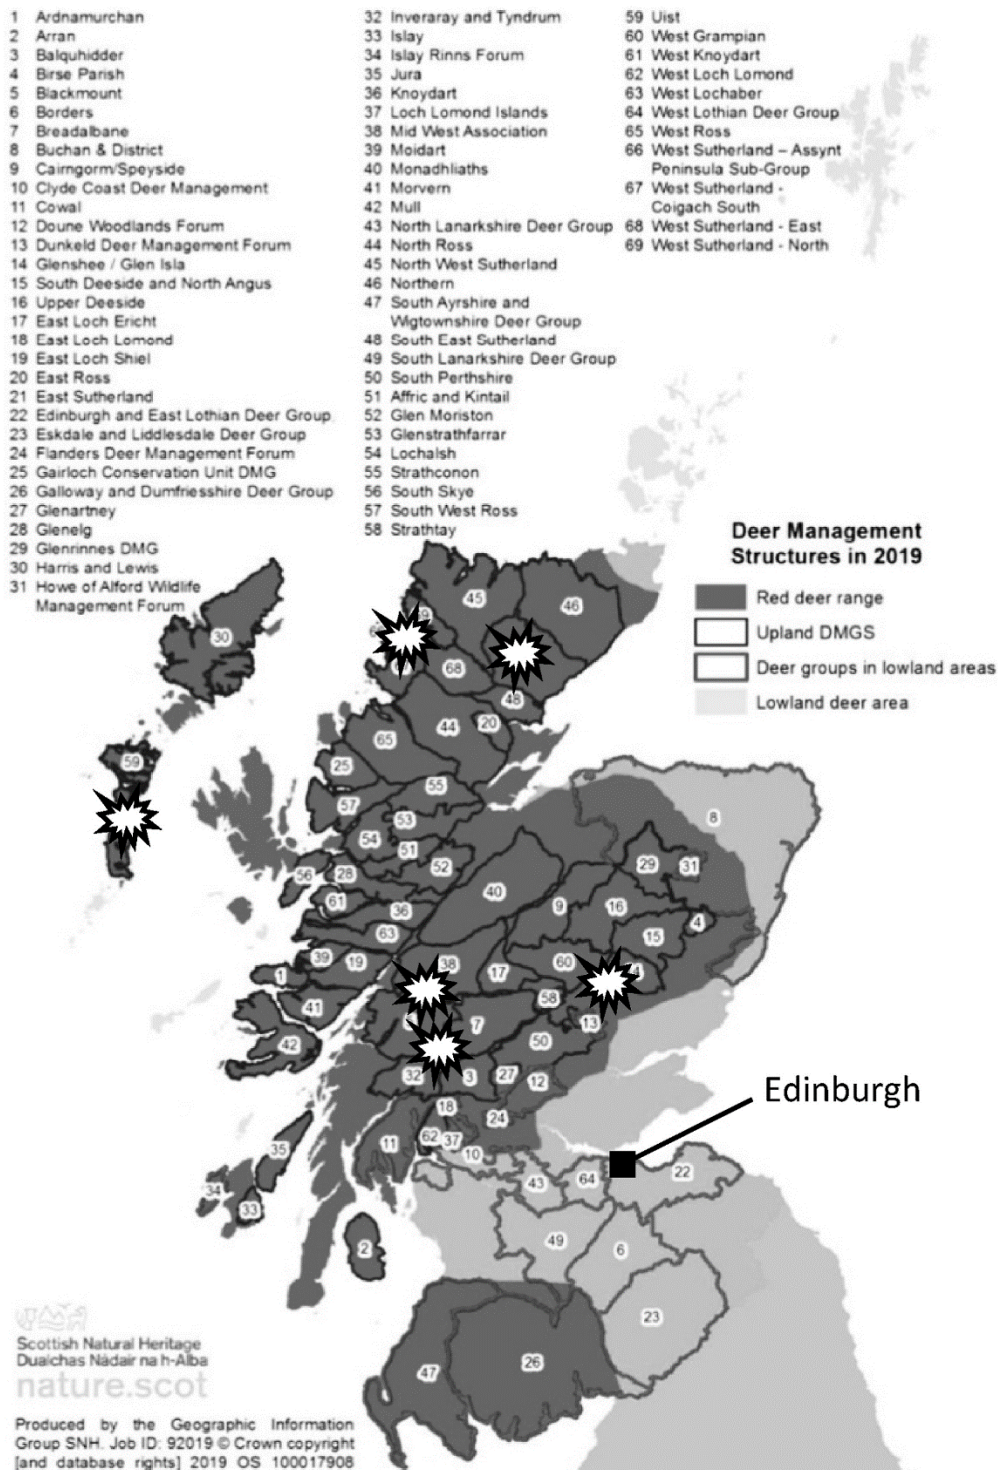 1 Ardnamurchan
2 Arran
3 Balquhidder
4 Birse Parish
5 Blackmount
6 Borders
7 Breadalbane
8 Buchan & District
9 Cairngorm/Speyside
10 Clyde Coast Deer Management
11 Cowal
12 Doune Woodlands Forum
13 Dunkeld Deer Management Forum
14 Glenshee / Glen Isla
15 South Deeside and North Angus
16 Upper Deeside
17 East Loch Ericht
18 East Loch Lomond
19 East Loch Shiel
20 East Ross
21 East Sutherland
22 Edinburgh and East Lothian Deer Group
23 Eskdale and Liddlesdale Deer Group
24 Flanders Deer Management Forum
25 Gairloch Conservation Unit DMG
26 Galloway and Dumfriesshire Deer Group
27 Glenartney
28 Glenelg
29 Glenrinnes DMG
30 Harris and Lewis
31 Howe of Alford Wildlife
Management Forum
32 Inveraray and Tyndrum
33 Islay
34 Islay Rinns Forum
35 Jura
36 Knoydart
37 Loch Lomond Islands
38 Mid West Association
39 Moidart
40 Monadhliaths
41 Morvern
42 Mull
43 North Lanarkshire Deer Group
44 North Ross
45 North West Sutherland
46 Northern
47 South Ayrshire and
Wigtownshire Deer Group
48 South East Sutherland
49 South Lanarkshire Deer Group
50 South Perthshire
51 Affric and Kintail
52 Glen Moriston
53 Glenstrathfarrar
54 Lochalsh
55 Strathconon
56 South Skye
57 South West Ross
58 Strathtay
59 Uist
60 West Grampian
61 West Knoydart
62 West Loch Lomond
63 West Lochaber
64 West Lothian Deer Group
65 West Ross
66 West Sutherland – Assynt
Peninsula Sub-Group
67 West Sutherland -
Coigach South
68 West Sutherland - East
69 West Sutherland - North
Deer Management
Structures in 2019
Red deer range
Upland DMGS
Deer groups in lowland areas
Lowland deer area
45
46
30
68
48
44
20
65
59
25
55
57
8
53
54
51
29
31
52
56
28
40
61
36
9
16
4
63
15
39
19
38
60
1
17
58
41
7
13
42
50
32
3
27
12
18
24
62
37
11
35
10
22
43
64
34
33
2
49
6
23
47
26
Edinburgh
Scottish Natural Heritage
Dualchas Nàdair na h-Alba
nature.scot
Produced by the Geographic Information
Group SNH. Job ID: 92019 © Crown copyright
[and database rights] 2019 OS 100017908